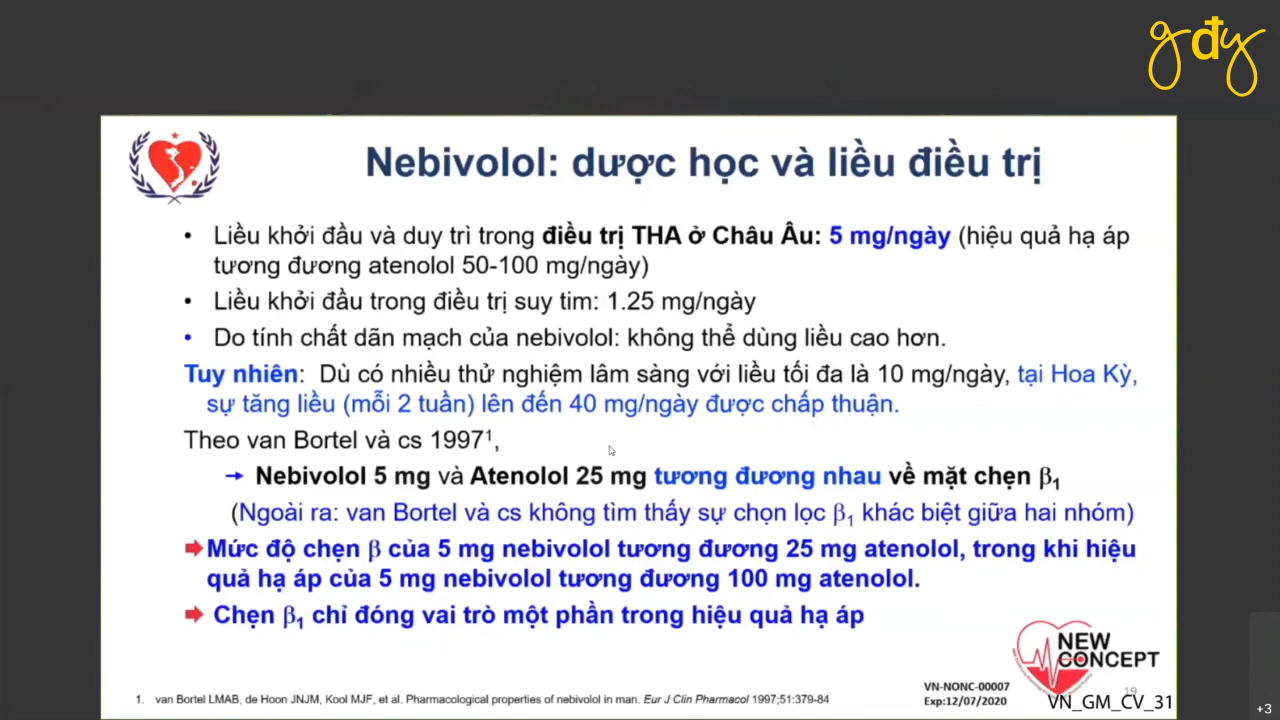 gđy
Nebivolol: dược học và liều điều trị
• Liều khởi đầu và duy trì trong điều trị THA ở Châu Âu: 5 mg/ngày (hiệu quả hạ áp
tương đương atenolol 50-100 mg/ngày)
• Liều khởi đầu trong điều trị suy tim: 1.25 mg/ngày
• Do tính chất dãn mạch của nebivolol: không thể dùng liều cao hơn.
Tuy nhiên: Dù có nhiều thử nghiệm lâm sàng với liều tối đa là 10 mg/ngày, tại Hoa Kỳ,
sự tăng liều (mỗi 2 tuần) lên đến 40 mg/ngày được chấp thuận.
Theo van Bortel và cs 1997¹,
→ Nebivolol 5 mg và Atenolol 25 mg tương đương nhau về mặt chẹn β₁
(Ngoài ra: van Bortel và cs không tìm thấy sự chọn lọc β₁ khác biệt giữa hai nhóm)
➡ Mức độ chẹn β của 5 mg nebivolol tương đương 25 mg atenolol, trong khi hiệu
quả hạ áp của 5 mg nebivolol tương đương 100 mg atenolol.
➡ Chẹn β₁ chỉ đóng vai trò một phần trong hiệu quả hạ áp
NEW
CONCEPT
1. van Bortel LMAB, de Hoon JNJM, Kool MJF, et al. Pharmacological properties of nebivolol in man. Eur J Clin Pharmacol 1997;51:379-84
VN-NONC-00007
Exp:12/07/2020
19
VN_GM_CV_31
+3